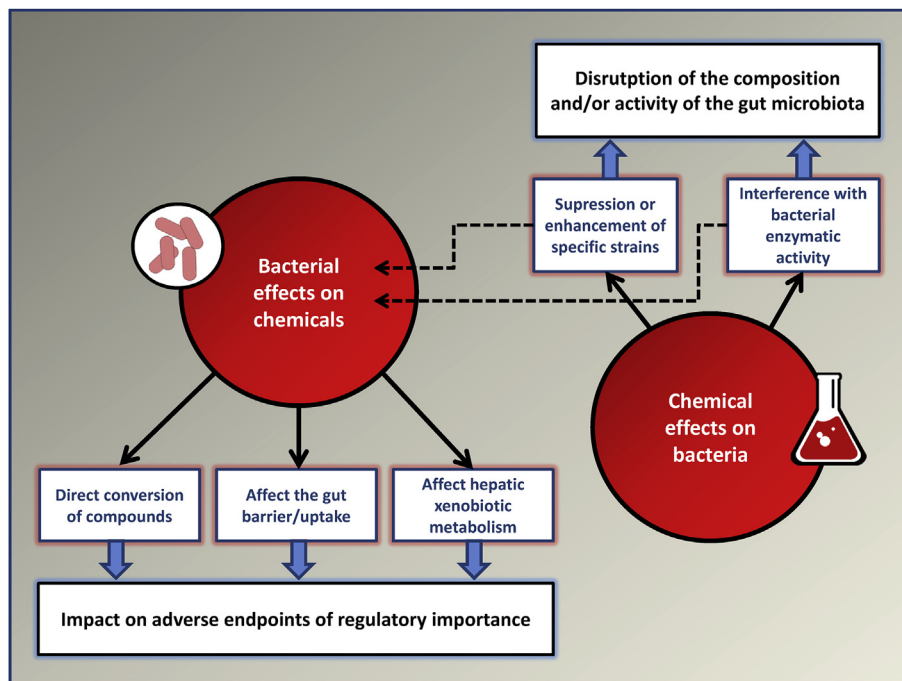 Disrutption of the composition
and/or activity of the gut microbiota
Supression or
enhancement of
specific strains
Interference with
bacterial
enzymatic
activity
Bacterial
effects on
chemicals
Chemical
effects on
bacteria
Direct conversion
of compounds
Affect the gut
barrier/uptake
Affect hepatic
xenobiotic
metabolism
Impact on adverse endpoints of regulatory importance